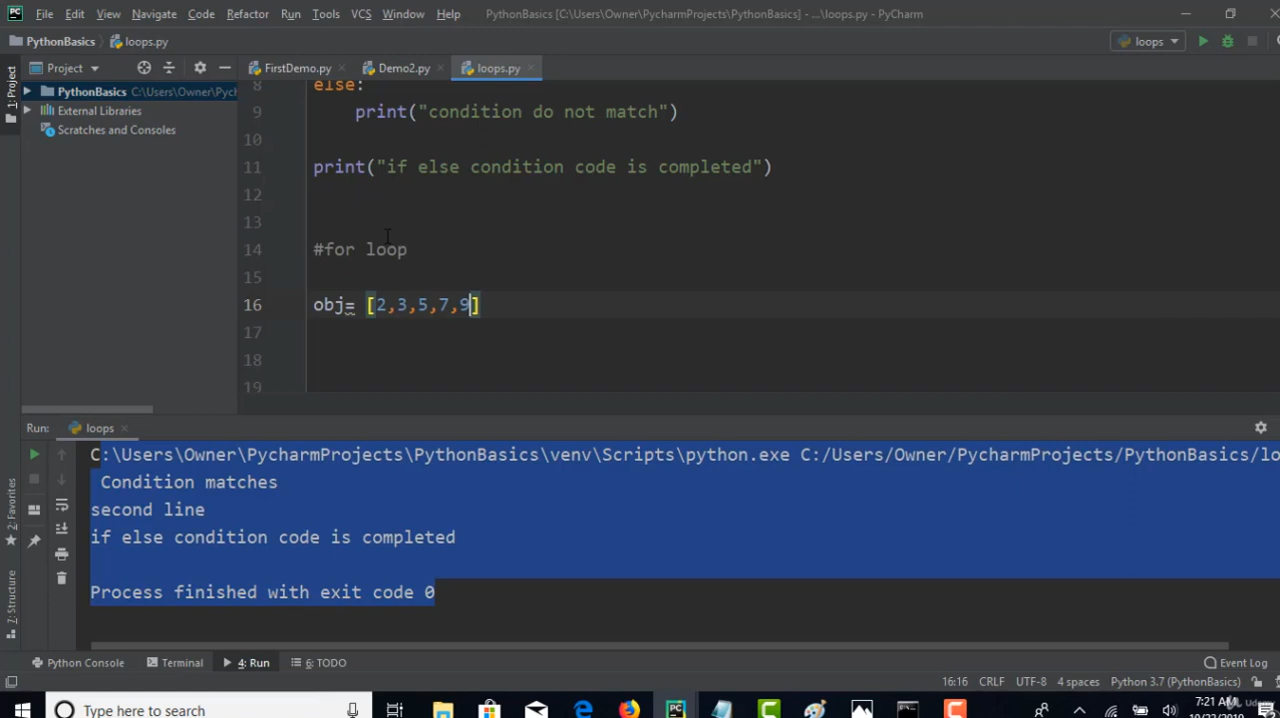 PC File Edit View Navigate Code Refactor Run Tools VCS Window Help PythonBasics [C:\Users\Owner\PycharmProjects\PythonBasics] - ...\loops.py - PyCharm
PythonBasics loops.py loops
Project FirstDemo.py Demo2.py loops.py
1: Project
PythonBasics C:\Users\Owner\Pych
External Libraries
Scratches and Consoles
8 else:
9 print("condition do not match")
10
11 print("if else condition code is completed")
12
13
14 #for loop
15
16 obj= [2,3,5,7,9]
17
18
19
Run: loops
C:\Users\Owner\PycharmProjects\PythonBasics\venv\Scripts\python.exe C:/Users/Owner/PycharmProjects/PythonBasics/lo
Condition matches
second line
if else condition code is completed
Process finished with exit code 0
2: Favorites
7: Structure
Python Console Terminal 4: Run 6: TODO Event Log
16:16 CRLF UTF-8 4 spaces Python 3.7 (PythonBasics)
Type here to search
7:21 AM